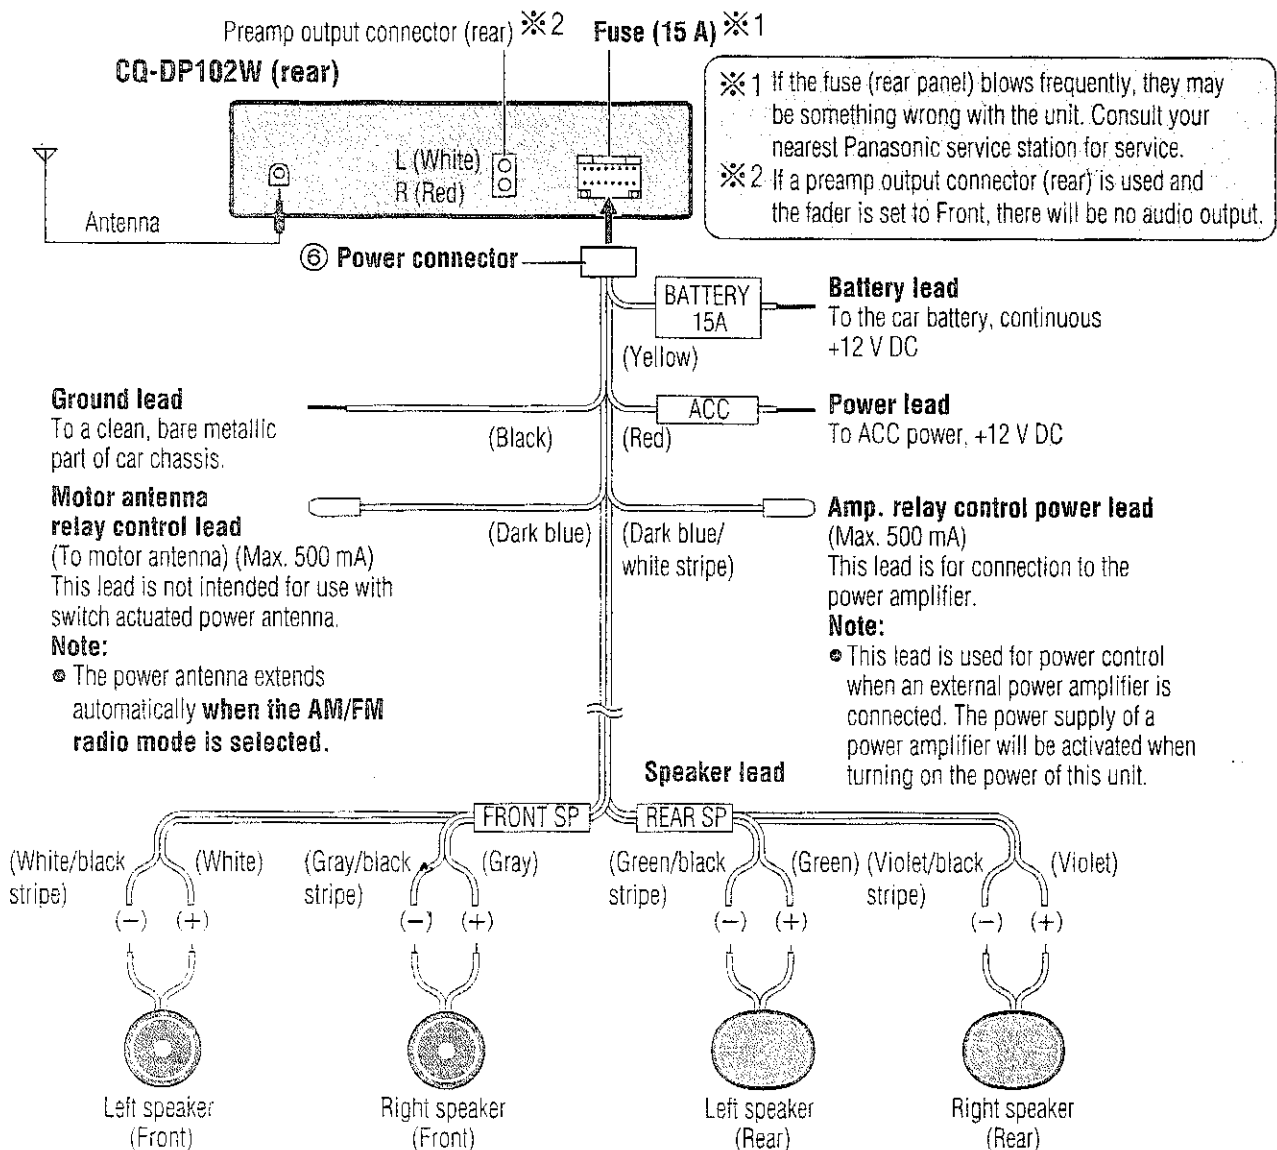 Preamp output connector (rear) ※2
Fuse (15 A) ※1
CQ-DP102W (rear)
※1 If the fuse (rear panel) blows frequently, they may
be something wrong with the unit. Consult your
nearest Panasonic service station for service.
※2 If a preamp output connector (rear) is used and
the fader is set to Front, there will be no audio output.
L (White)
R (Red)
Antenna
⑥ Power connector
BATTERY
15A
(Yellow)
Battery lead
To the car battery, continuous
+12 V DC
Ground lead
To a clean, bare metallic
part of car chassis.
(Black)
(Red)
ACC
Power lead
To ACC power, +12 V DC
Motor antenna
relay control lead
(To motor antenna) (Max. 500 mA)
This lead is not intended for use with
switch actuated power antenna.
Note:
● The power antenna extends
automatically when the AM/FM
radio mode is selected.
(Dark blue)
(Dark blue/
white stripe)
Amp. relay control power lead
(Max. 500 mA)
This lead is for connection to the
power amplifier.
Note:
● This lead is used for power control
when an external power amplifier is
connected. The power supply of a
power amplifier will be activated when
turning on the power of this unit.
Speaker lead
FRONT SP
REAR SP
(White/black
stripe)
(White)
(Gray/black
stripe)
(Gray)
(Green/black
stripe)
(Green)
(Violet/black
stripe)
(Violet)
(−) (+)
(−) (+)
(−) (+)
(−) (+)
Left speaker
(Front)
Right speaker
(Front)
Left speaker
(Rear)
Right speaker
(Rear)